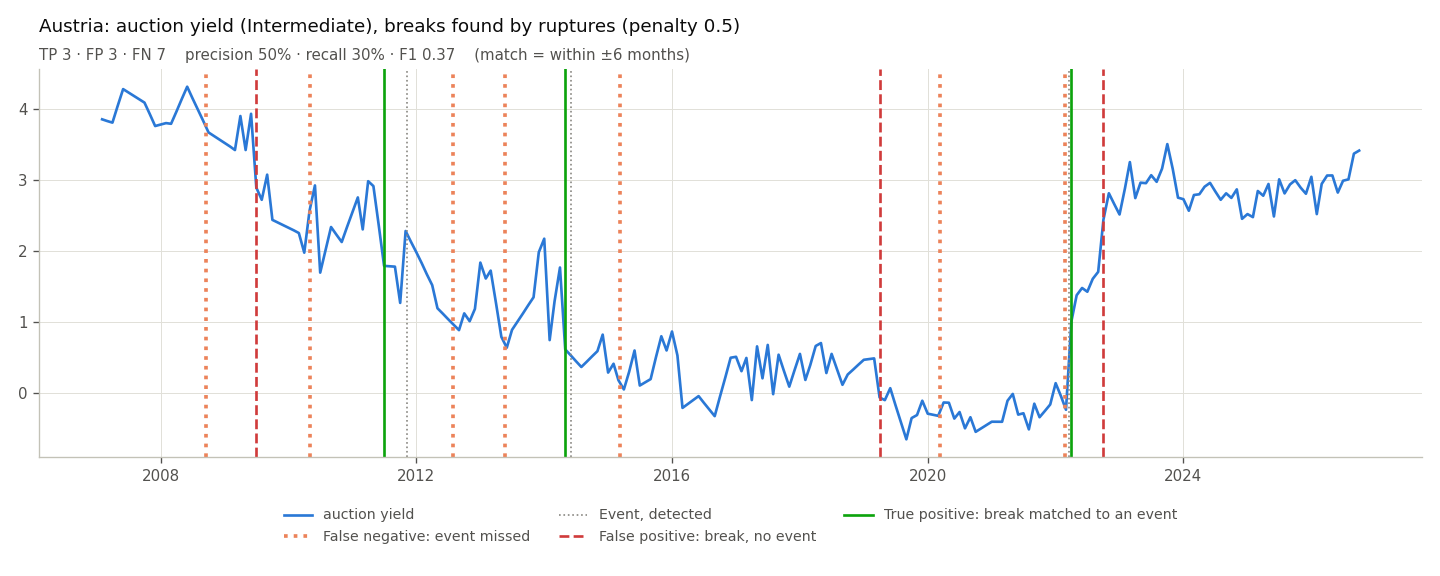 Austria: auction yield (Intermediate), breaks found by ruptures (penalty 0.5)
TP 3 · FP 3 · FN 7    precision 50% · recall 30% · F1 0.37    (match = within ±6 months)
4
3
2
1
0
2008
2012
2016
2020
2024
auction yield
Event, detected
True positive: break matched to an event
False negative: event missed
False positive: break, no event